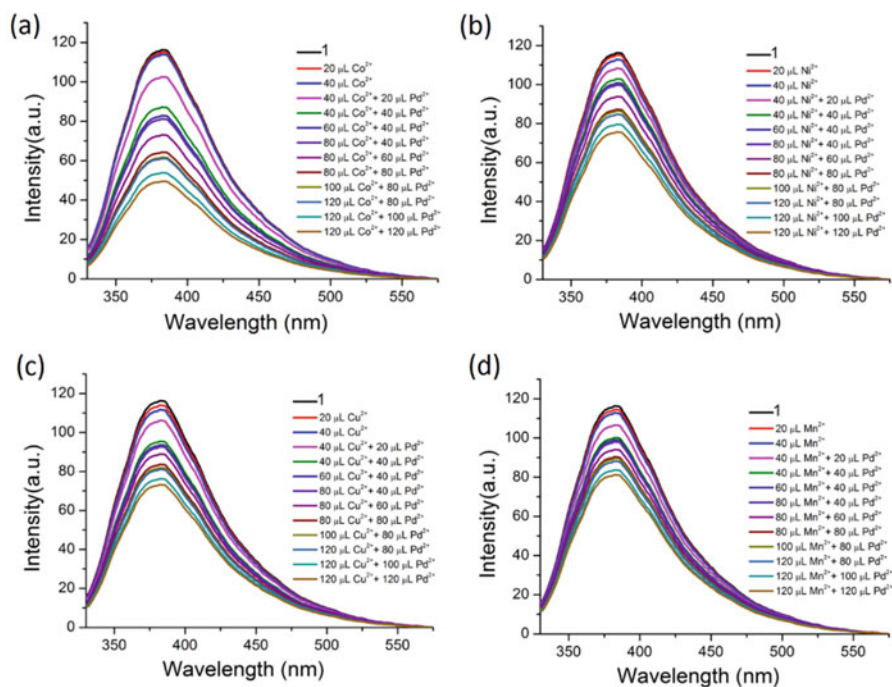 (a)
Intensity(a.u.)
120
100
80
60
40
20
0
1
20 μL Co²⁺
40 μL Co²⁺
40 μL Co²⁺+ 20 μL Pd²⁺
40 μL Co²⁺+ 40 μL Pd²⁺
60 μL Co²⁺+ 40 μL Pd²⁺
80 μL Co²⁺+ 40 μL Pd²⁺
80 μL Co²⁺+ 60 μL Pd²⁺
80 μL Co²⁺+ 80 μL Pd²⁺
100 μL Co²⁺+ 80 μL Pd²⁺
120 μL Co²⁺+ 80 μL Pd²⁺
120 μL Co²⁺+ 100 μL Pd²⁺
120 μL Co²⁺+ 120 μL Pd²⁺
350 400 450 500 550
Wavelength (nm)
(b)
Intensity(a.u.)
120
100
80
60
40
20
0
1
20 μL Ni²⁺
40 μL Ni²⁺
40 μL Ni²⁺+ 20 μL Pd²⁺
40 μL Ni²⁺+ 40 μL Pd²⁺
60 μL Ni²⁺+ 40 μL Pd²⁺
80 μL Ni²⁺+ 40 μL Pd²⁺
80 μL Ni²⁺+ 60 μL Pd²⁺
80 μL Ni²⁺+ 80 μL Pd²⁺
100 μL Ni²⁺+ 80 μL Pd²⁺
120 μL Ni²⁺+ 80 μL Pd²⁺
120 μL Ni²⁺+ 100 μL Pd²⁺
120 μL Ni²⁺+ 120 μL Pd²⁺
350 400 450 500 550
Wavelength (nm)
(c)
Intensity(a.u.)
120
100
80
60
40
20
0
1
20 μL Cu²⁺
40 μL Cu²⁺
40 μL Cu²⁺+ 20 μL Pd²⁺
40 μL Cu²⁺+ 40 μL Pd²⁺
60 μL Cu²⁺+ 40 μL Pd²⁺
80 μL Cu²⁺+ 40 μL Pd²⁺
80 μL Cu²⁺+ 60 μL Pd²⁺
80 μL Cu²⁺+ 80 μL Pd²⁺
100 μL Cu²⁺+ 80 μL Pd²⁺
120 μL Cu²⁺+ 80 μL Pd²⁺
120 μL Cu²⁺+ 100 μL Pd²⁺
120 μL Cu²⁺+ 120 μL Pd²⁺
350 400 450 500 550
Wavelength (nm)
(d)
Intensity(a.u.)
120
100
80
60
40
20
0
1
20 μL Mn²⁺
40 μL Mn²⁺
40 μL Mn²⁺+ 20 μL Pd²⁺
40 μL Mn²⁺+ 40 μL Pd²⁺
60 μL Mn²⁺+ 40 μL Pd²⁺
80 μL Mn²⁺+ 40 μL Pd²⁺
80 μL Mn²⁺+ 60 μL Pd²⁺
80 μL Mn²⁺+ 80 μL Pd²⁺
100 μL Mn²⁺+ 80 μL Pd²⁺
120 μL Mn²⁺+ 80 μL Pd²⁺
120 μL Mn²⁺+ 100 μL Pd²⁺
120 μL Mn²⁺+ 120 μL Pd²⁺
350 400 450 500 550
Wavelength (nm)